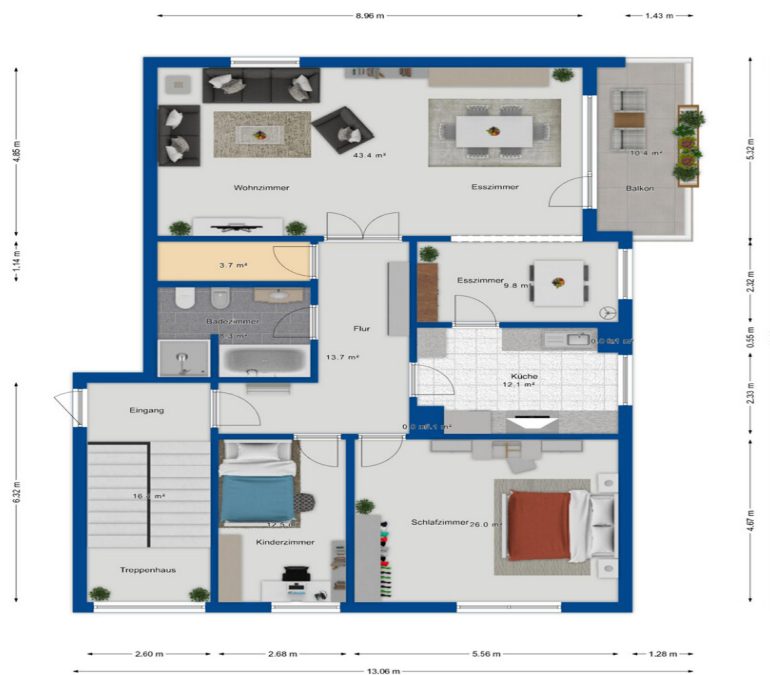 8.96 m
1.43 m
4.85 m
1.14 m
6.32 m
5.32 m
2.32 m
0.55 m
2.33 m
4.67 m
43.4 m²
Wohnzimmer
Esszimmer
10.4 m²
Balkon
3.7 m²
Esszimmer
9.8 m²
Badezimmer
Flur
13.7 m²
Küche
12.1 m²
Eingang
Treppenhaus
Kinderzimmer
Schlafzimmer
26.0 m²
2.60 m
2.68 m
5.56 m
1.28 m
13.06 m